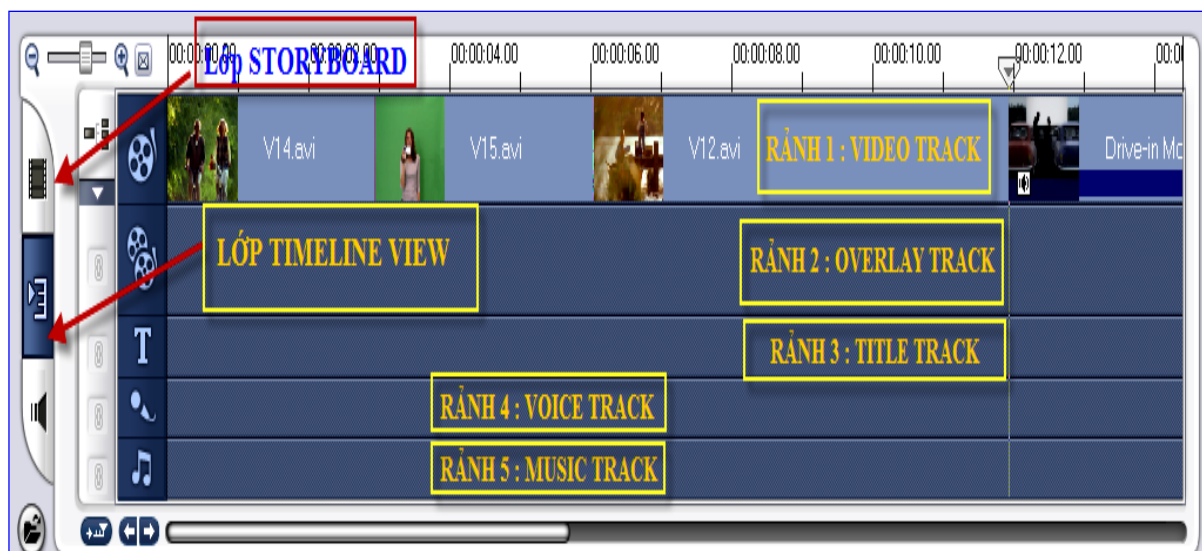 00:00:00.00 00:00:02.00 00:00:04.00 00:00:06.00 00:00:08.00 00:00:10.00 00:00:12.00
Lớp STORYBOARD
V14.avi V15.avi V12.avi RẢNH 1 : VIDEO TRACK Drive-in Mo
LỚP TIMELINE VIEW RẢNH 2 : OVERLAY TRACK
T RẢNH 3 : TITLE TRACK
RẢNH 4 : VOICE TRACK
RẢNH 5 : MUSIC TRACK